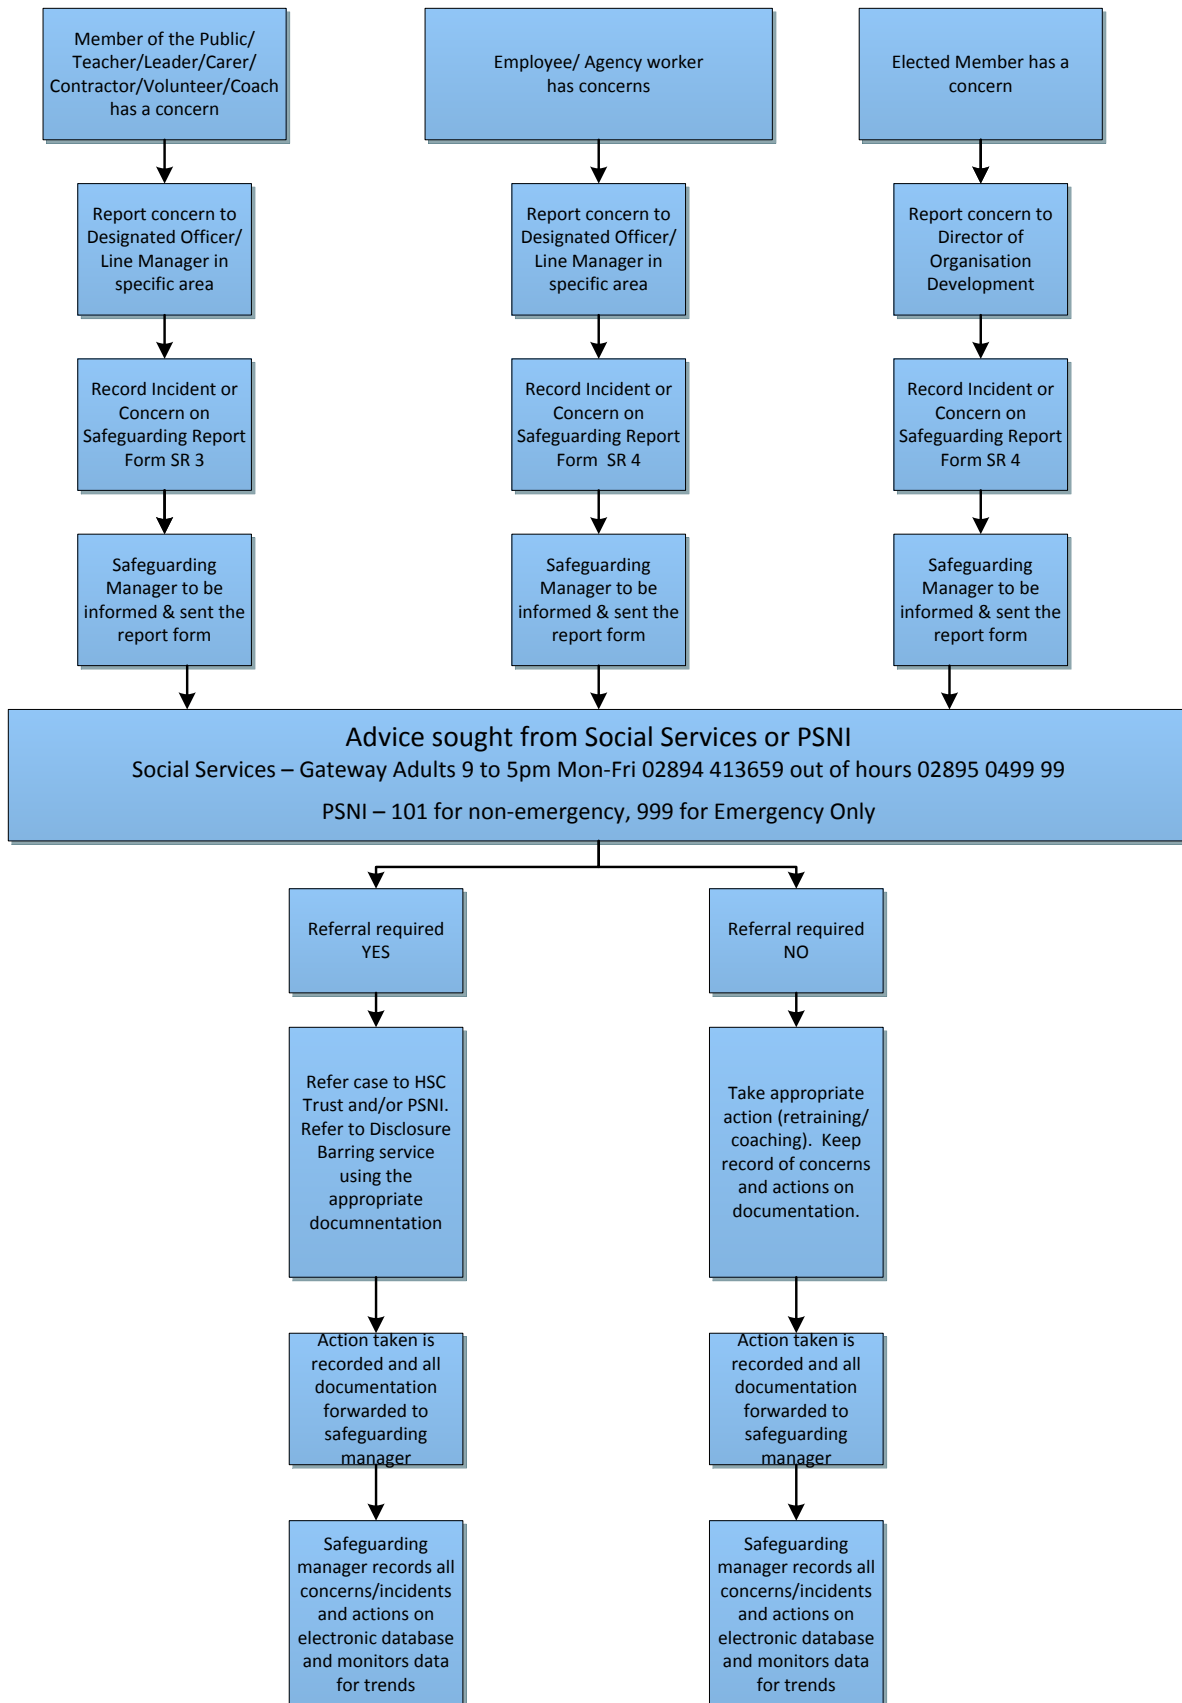 Member of the Public/
Teacher/Leader/Carer/
Contractor/Volunteer/Coach
has a concern
Employee/ Agency worker
has concerns
Elected Member has a
concern
Report concern to
Designated Officer/
Line Manager in
specific area
Report concern to
Designated Officer/
Line Manager in
specific area
Report concern to
Director of
Organisation
Development
Record Incident or
Concern on
Safeguarding Report
Form SR 3
Record Incident or
Concern on
Safeguarding Report
Form  SR 4
Record Incident or
Concern on
Safeguarding Report
Form SR 4
Safeguarding
Manager to be
informed & sent the
report form
Safeguarding
Manager to be
informed & sent the
report form
Safeguarding
Manager to be
informed & sent the
report form
Advice sought from Social Services or PSNI
Social Services – Gateway Adults 9 to 5pm Mon-Fri 02894 413659 out of hours 02895 0499 99
PSNI – 101 for non-emergency, 999 for Emergency Only
Referral required
YES
Referral required
NO
Refer case to HSC
Trust and/or PSNI.
Refer to Disclosure
Barring service
using the
appropriate
documnentation
Take appropriate
action (retraining/
coaching).  Keep
record of concerns
and actions on
documentation.
Action taken is
recorded and all
documentation
forwarded to
safeguarding
manager
Action taken is
recorded and all
documentation
forwarded to
safeguarding
manager
Safeguarding
manager records all
concerns/incidents
and actions on
electronic database
and monitors data
for trends
Safeguarding
manager records all
concerns/incidents
and actions on
electronic database
and monitors data
for trends